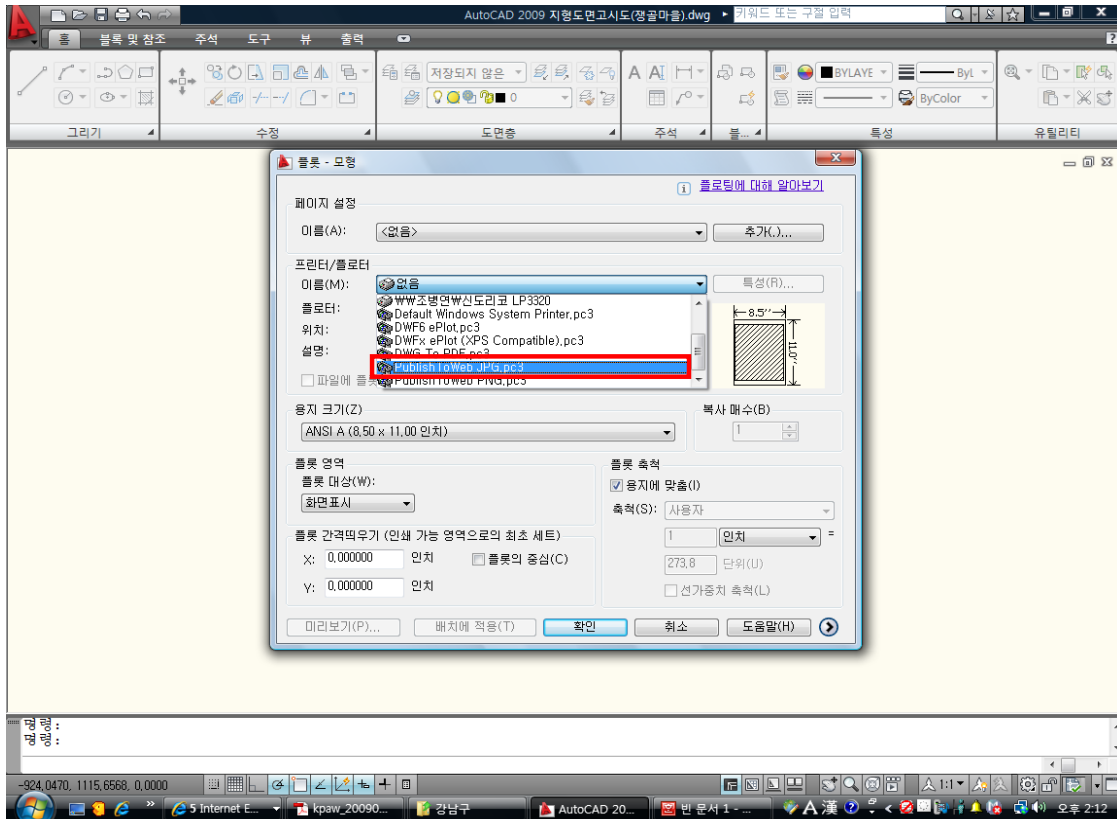 AutoCAD 2009 지형도면고시도(쟁골마을).dwg
키워드 또는 구절 입력
홈 블록 및 참조 주석 도구 뷰 출력
저장되지 않은
BYLAYE
ByL
0
ByColor
그리기 수정 도면층 주석 블... 특성 유틸리티
플롯 - 모형
플로팅에 대해 알아보기
페이지 설정
이름(A): <없음> 추가(.)...
프린터/플로터
이름(M): 없음 특성(R)...
₩₩조병연₩신도리코 LP3320
플로터: Default Windows System Printer.pc3
DWF6 ePlot.pc3
위치: DWFx ePlot (XPS Compatible).pc3
설명: DWG To PDF.pc3
PublishToWeb JPG.pc3
파일에 플 PublishToWeb PNG.pc3
8.5''
11.0''
용지 크기(Z) 복사 매수(B)
ANSI A (8.50 x 11.00 인치) 1
플롯 영역 플롯 축척
플롯 대상(W): 용지에 맞춤(I)
화면표시 축척(S): 사용자
플롯 간격띄우기 (인쇄 가능 영역으로의 최초 세트) 1 인치 =
X: 0.000000 인치 플롯의 중심(C) 273.8 단위(U)
Y: 0.000000 인치 선가중치 축척(L)
미리보기(P)... 배치에 적용(T) 확인 취소 도움말(H)
명령:
명령:
-924.0470, 1115.6568, 0.0000 1:1
5 Internet E... kpaw_20090... 강남구 AutoCAD 20... 빈 문서 1 - ... A 漢 오후 2:12